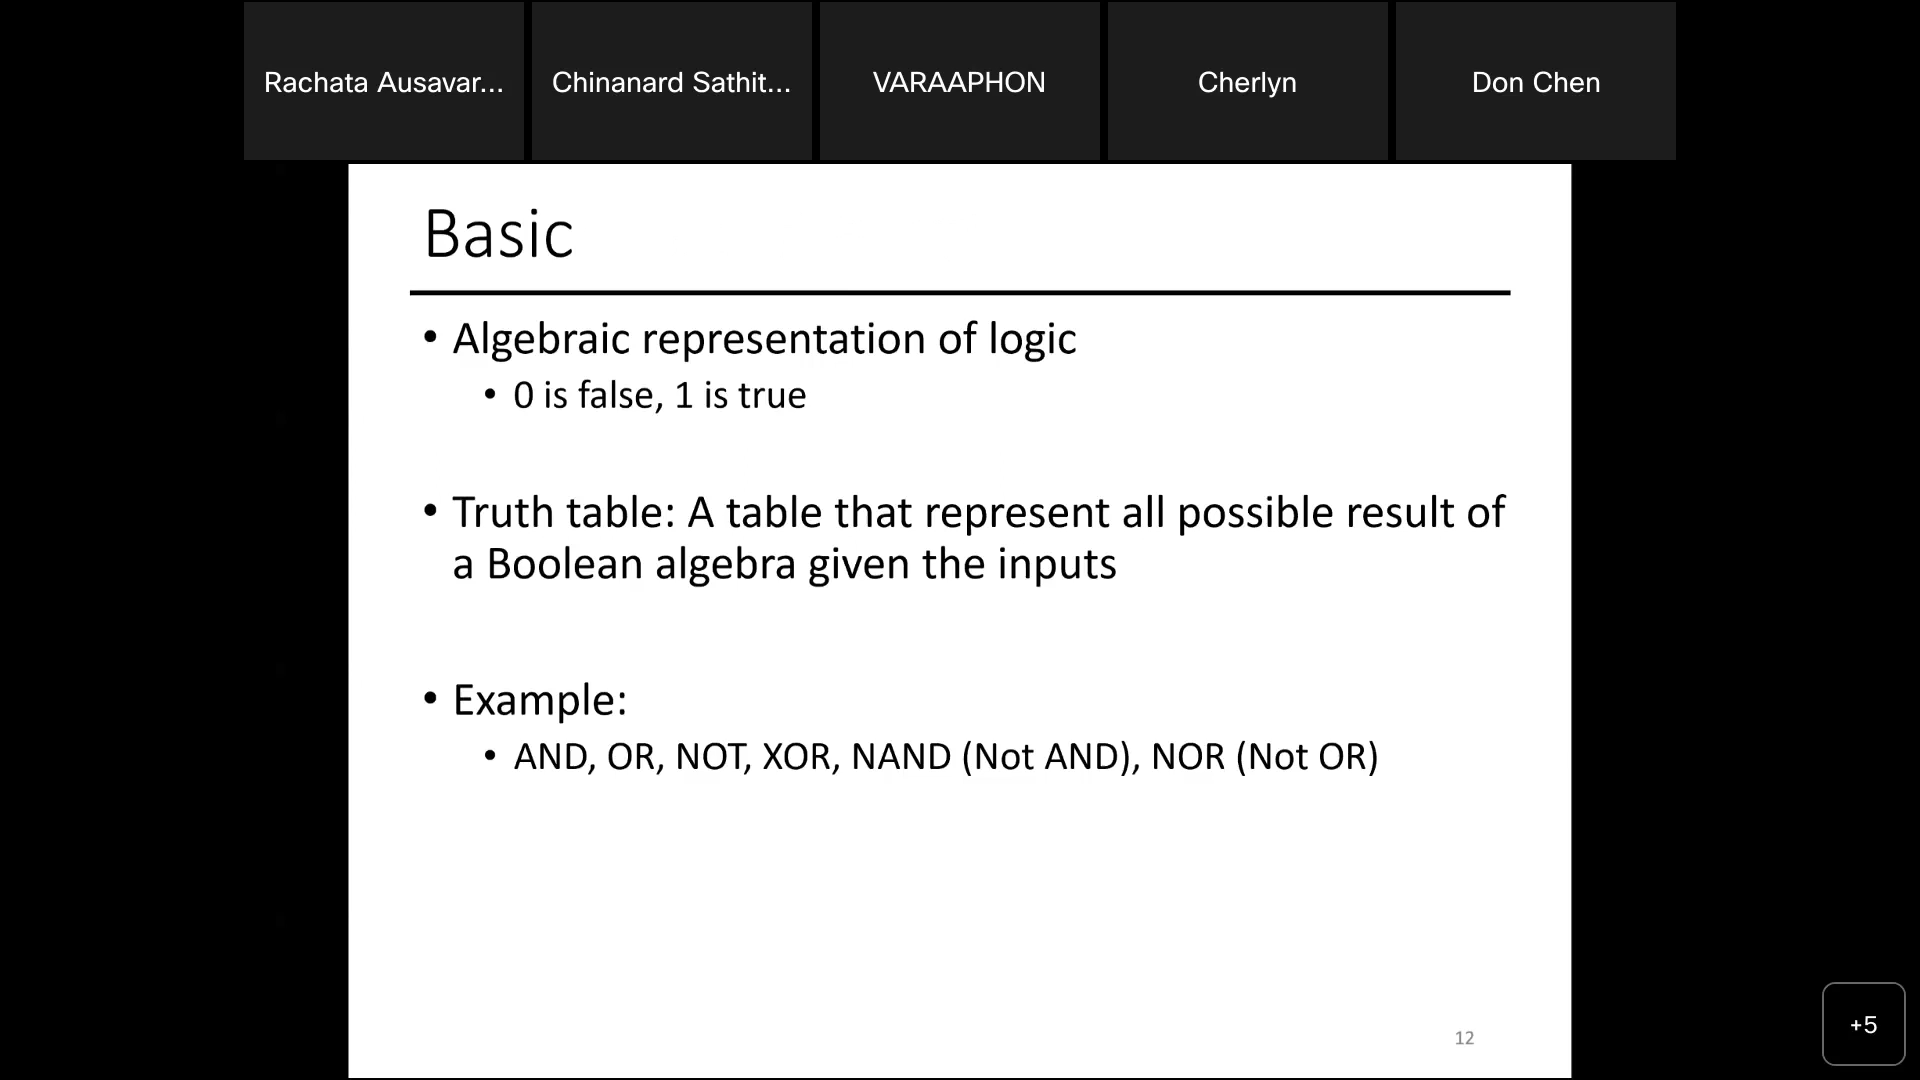 Rachata Ausavar...
Chinanard Sathit...
VARAAPHON
Cherlyn
Don Chen
Basic
• Algebraic representation of logic
• 0 is false, 1 is true
• Truth table: A table that represent all possible result of
a Boolean algebra given the inputs
• Example:
• AND, OR, NOT, XOR, NAND (Not AND), NOR (Not OR)
12
+5